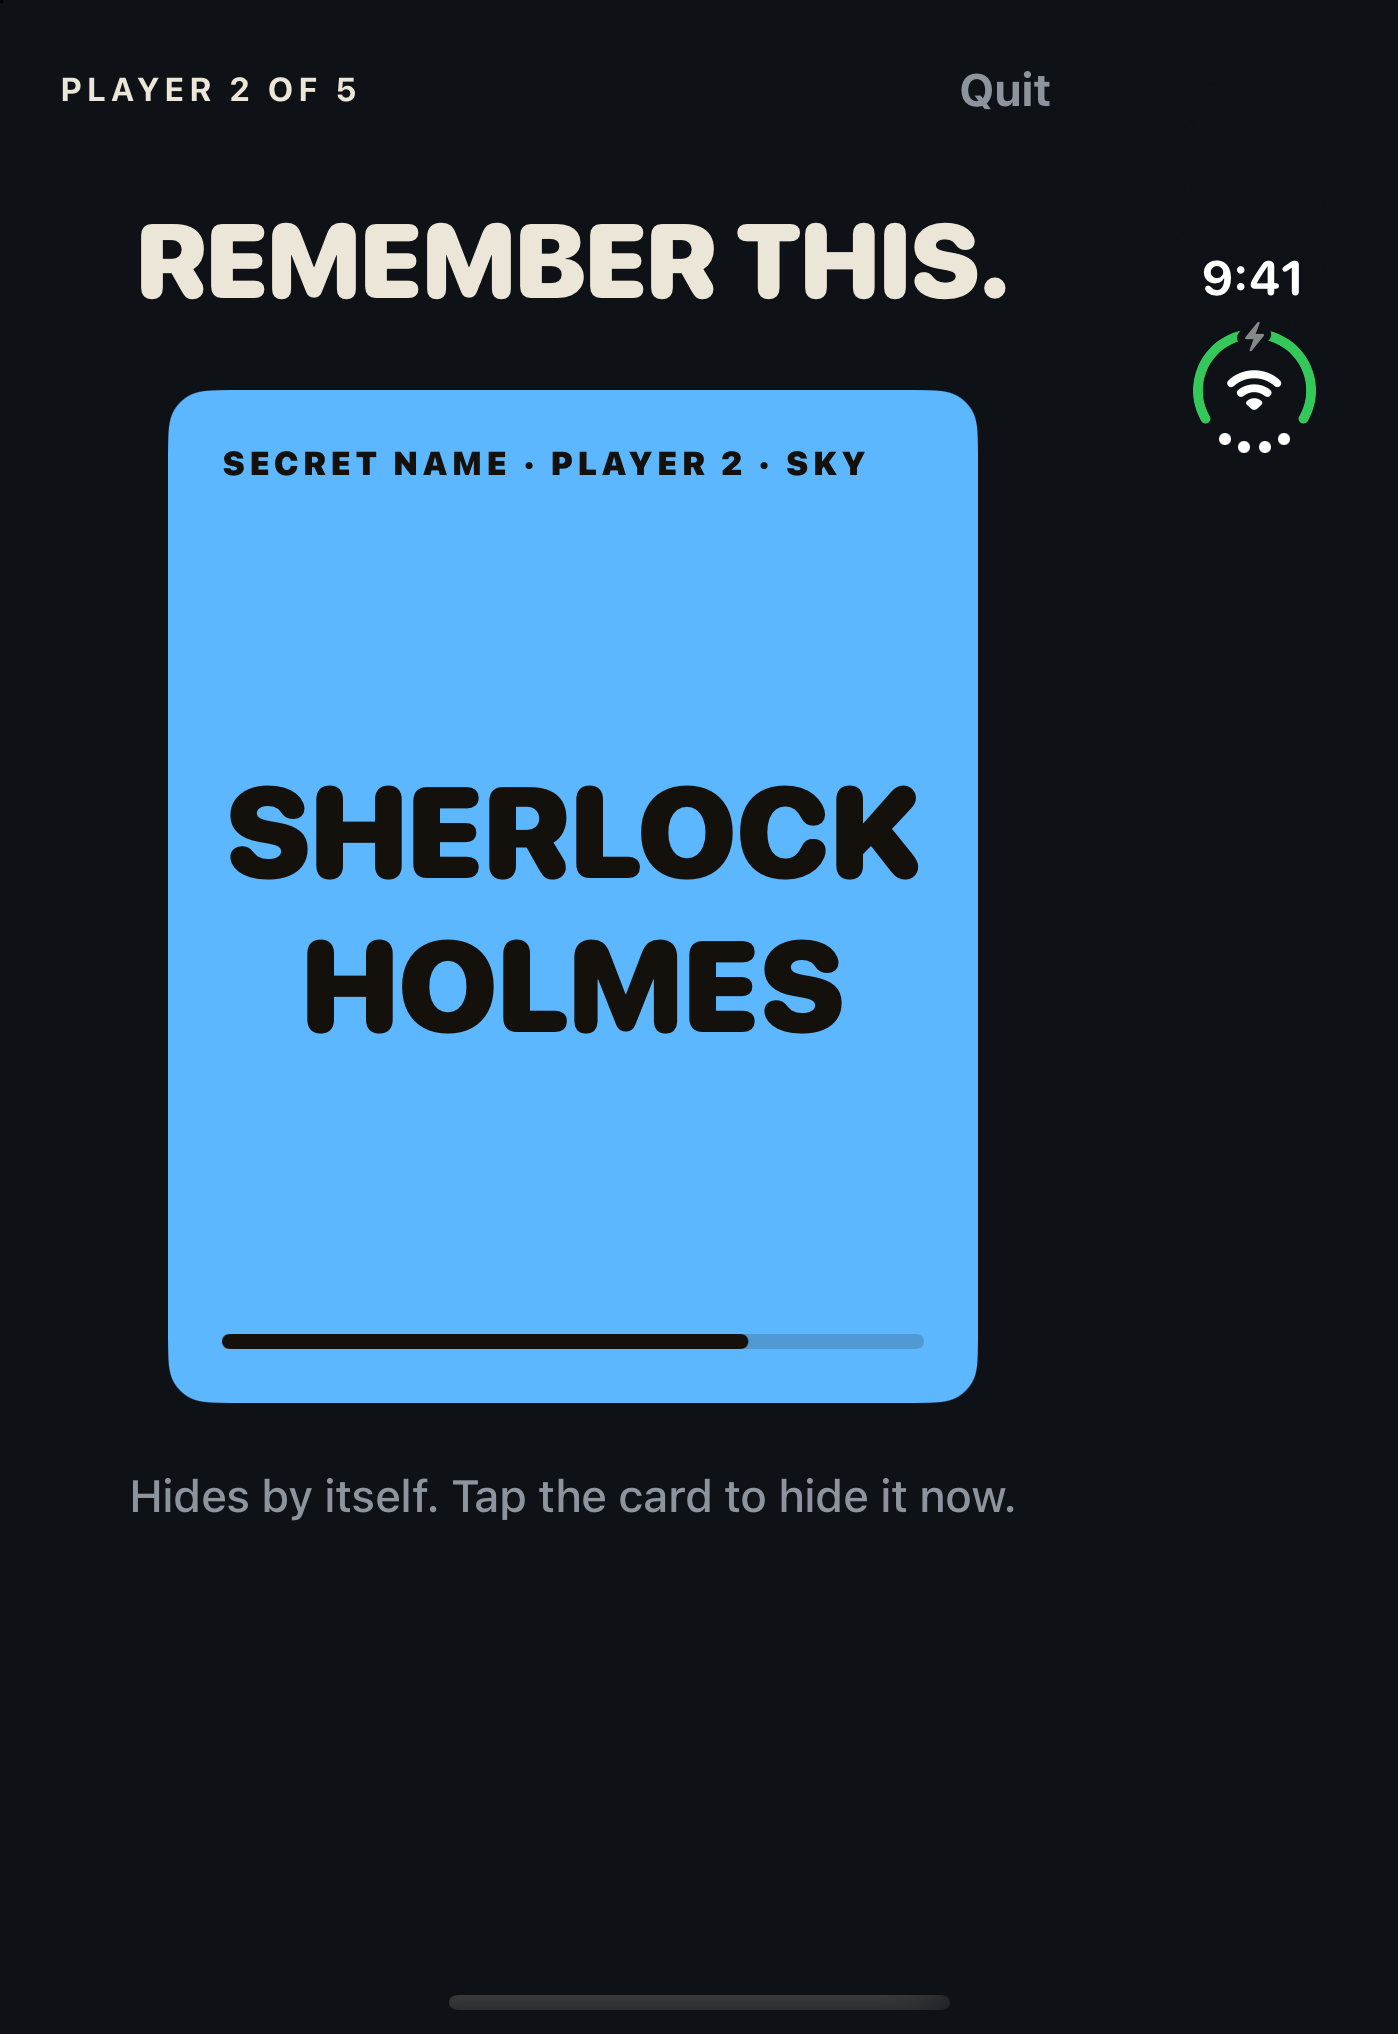 PLAYER 2 OF 5
Quit
REMEMBER THIS.
9:41
SECRET NAME · PLAYER 2 · SKY
SHERLOCK
HOLMES
Hides by itself. Tap the card to hide it now.